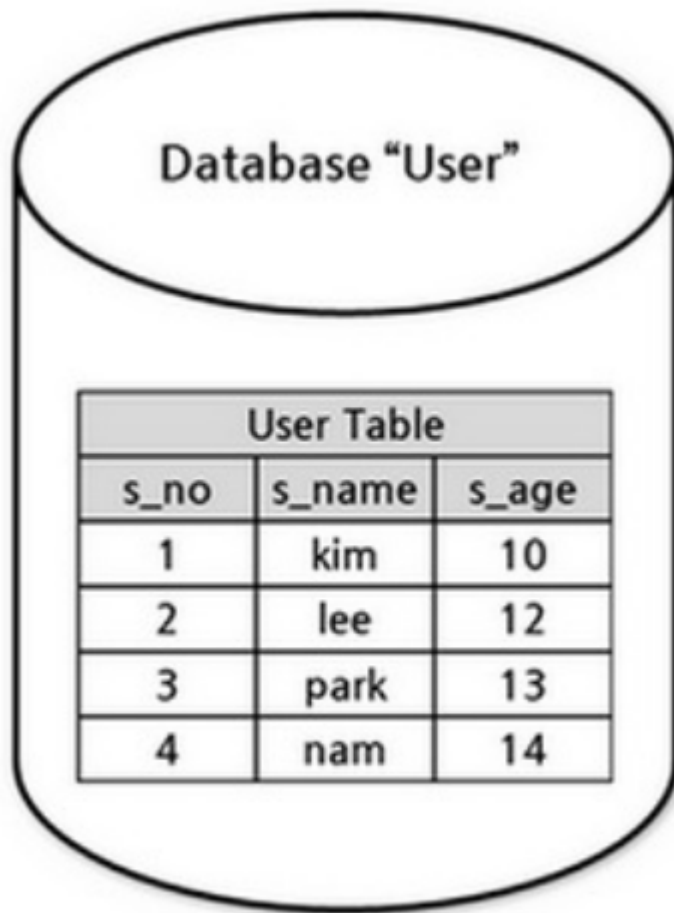 Database “User”
User Table
s_no s_name s_age
1 kim 10
2 lee 12
3 park 13
4 nam 14